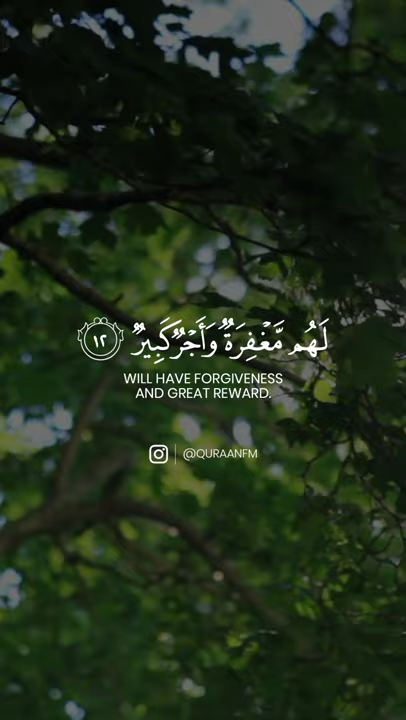 لَهُم مَّغْفِرَةٌ وَأَجْرٌ كَبِيرٌ ١٢
WILL HAVE FORGIVENESS
AND GREAT REWARD.
@QURAANFM